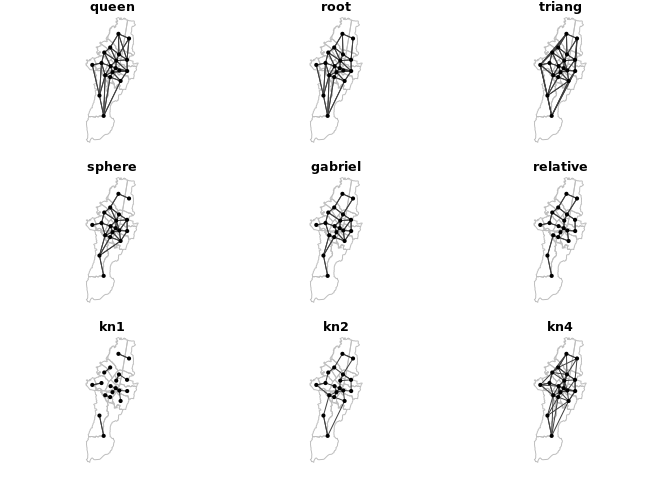 queen root triang
sphere gabriel relative
kn1 kn2 kn4